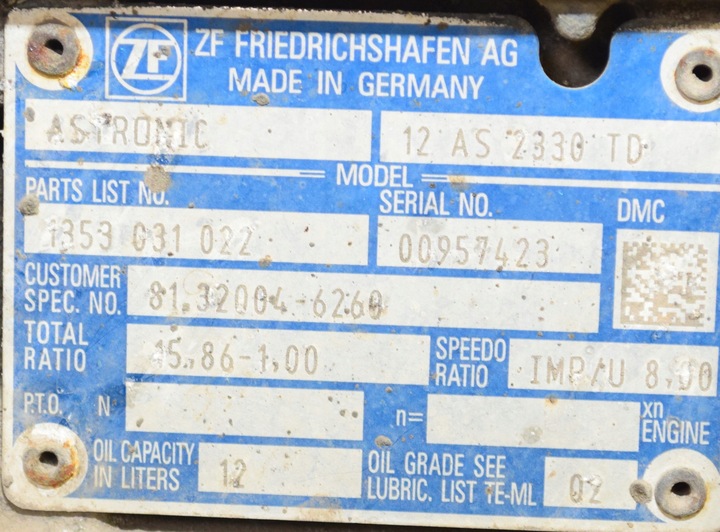 ZF FRIEDRICHSHAFEN AG
MADE IN GERMANY
ASTRONIC 12 AS 2330 TD
MODEL
PARTS LIST NO. SERIAL NO. DMC
1353 031 022 00957423
CUSTOMER SPEC. NO. 81.32004-6260
TOTAL RATIO 15,86-1,00 SPEEDO RATIO IMP/U 8,00
P.T.O. N n= xn ENGINE
OIL CAPACITY IN LITERS 12 OIL GRADE SEE LUBRIC. LIST TE-ML 02